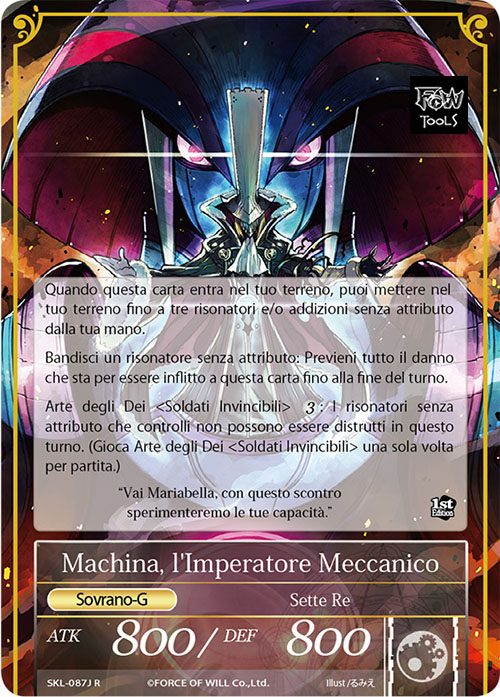 FOW
TOOLS
Quando questa carta entra nel tuo terreno, puoi mettere nel
tuo terreno fino a tre risonatori e/o addizioni senza attributo
dalla tua mano.
Bandisci un risonatore senza attributo: Previeni tutto il danno
che sta per essere inflitto a questa carta fino alla fine del turno.
Arte degli Dei <Soldati Invincibili> 3: I risonatori senza
attributo che controlli non possono essere distrutti in questo
turno. (Gioca Arte degli Dei <Soldati Invincibili> una sola volta
per partita.)
“Vai Mariabella, con questo scontro
sperimenteremo le tue capacità.”
1st
Edition
Machina, l'Imperatore Meccanico
Sovrano-G Sette Re
ATK 800 / DEF 800
SKL-087J R ©FORCE OF WILL Co.,Ltd. Illust/るみえ